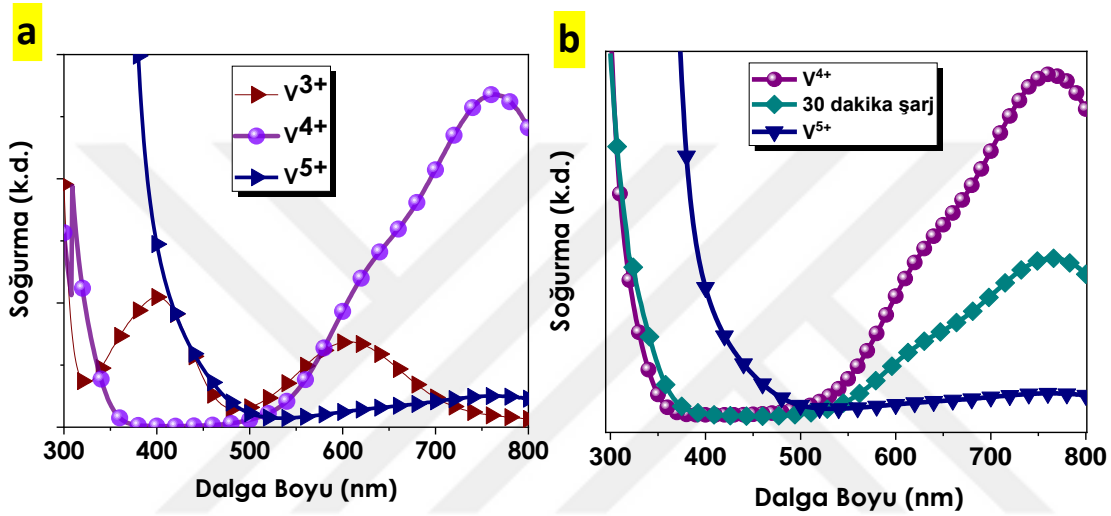 a
V3+
V4+
V5+
Soğurma (k.d.)
300 400 500 600 700 800
Dalga Boyu (nm)
b
V4+
30 dakika şarj
V5+
Soğurma (k.d.)
300 400 500 600 700 800
Dalga Boyu (nm)